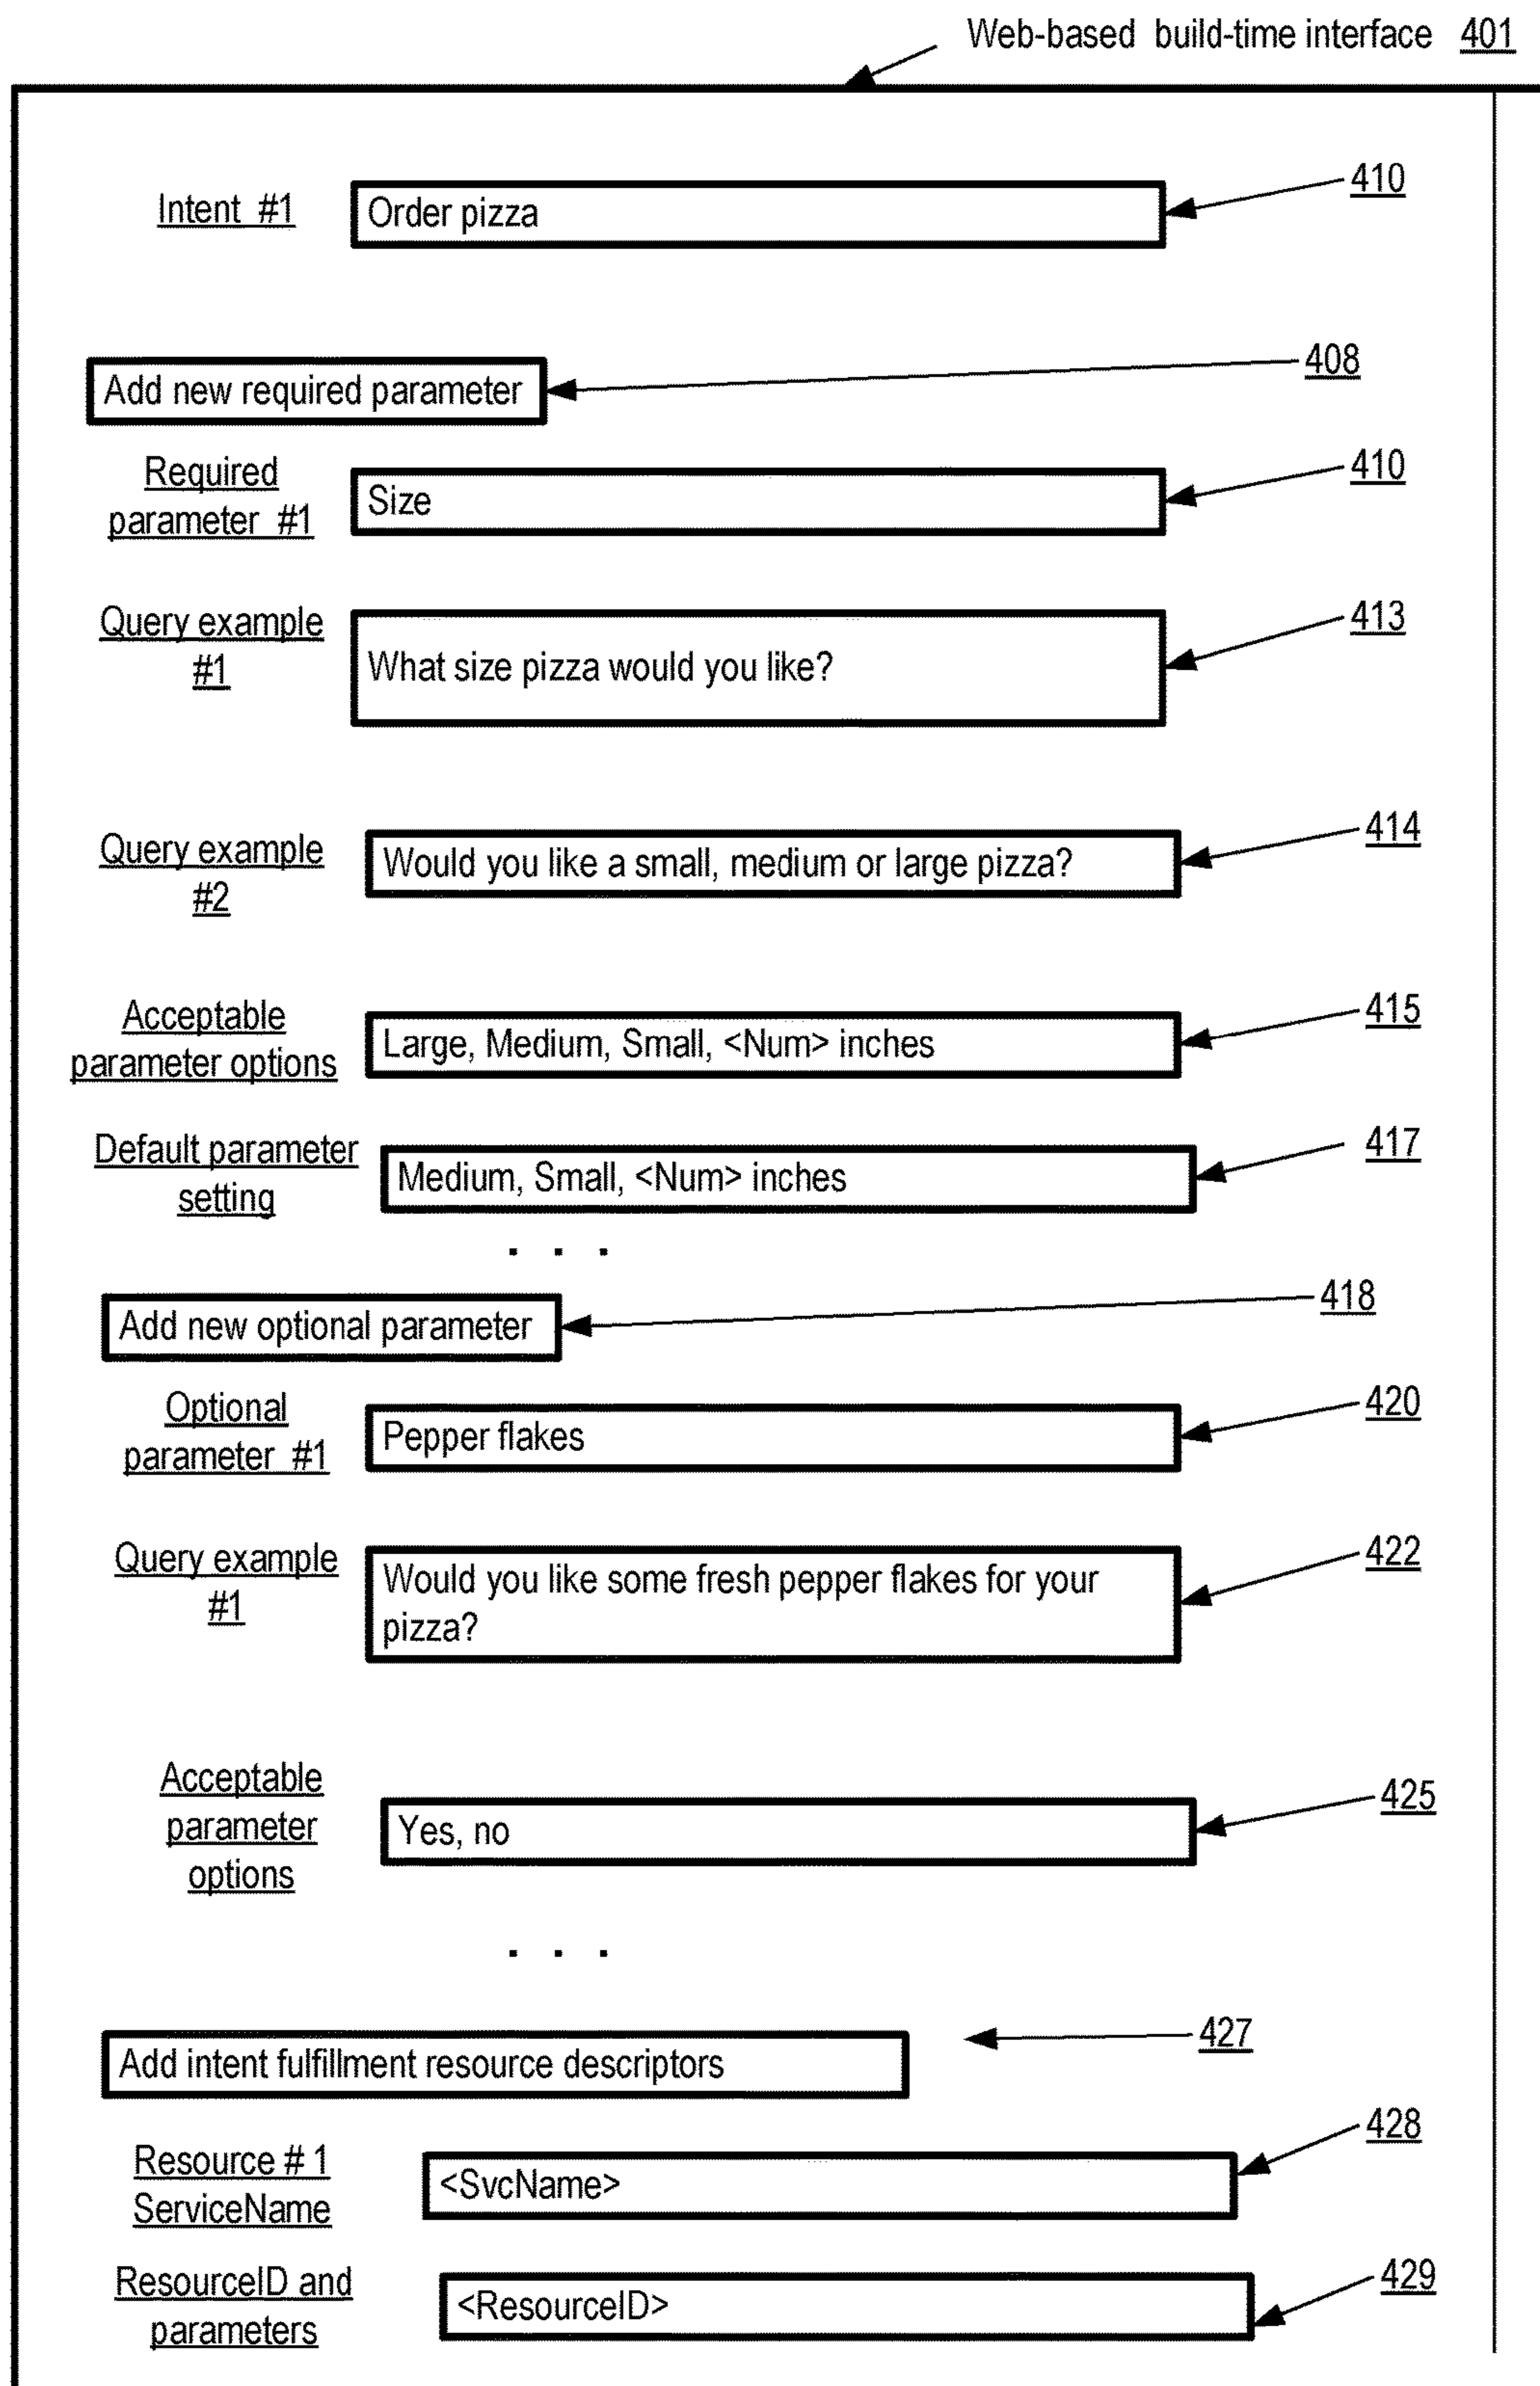 Web-based build-time interface 401
Intent #1
Order pizza
410
Add new required parameter
408
Required
parameter #1
Size
410
Query example
#1
What size pizza would you like?
413
Query example
#2
Would you like a small, medium or large pizza?
414
Acceptable
parameter options
Large, Medium, Small, <Num> inches
415
Default parameter
setting
Medium, Small, <Num> inches
417
. . .
Add new optional parameter
418
Optional
parameter #1
Pepper flakes
420
Query example
#1
Would you like some fresh pepper flakes for your
pizza?
422
Acceptable
parameter
options
Yes, no
425
. . .
Add intent fulfillment resource descriptors
427
Resource # 1
ServiceName
<SvcName>
428
ResourceID and
parameters
<ResourceID>
429